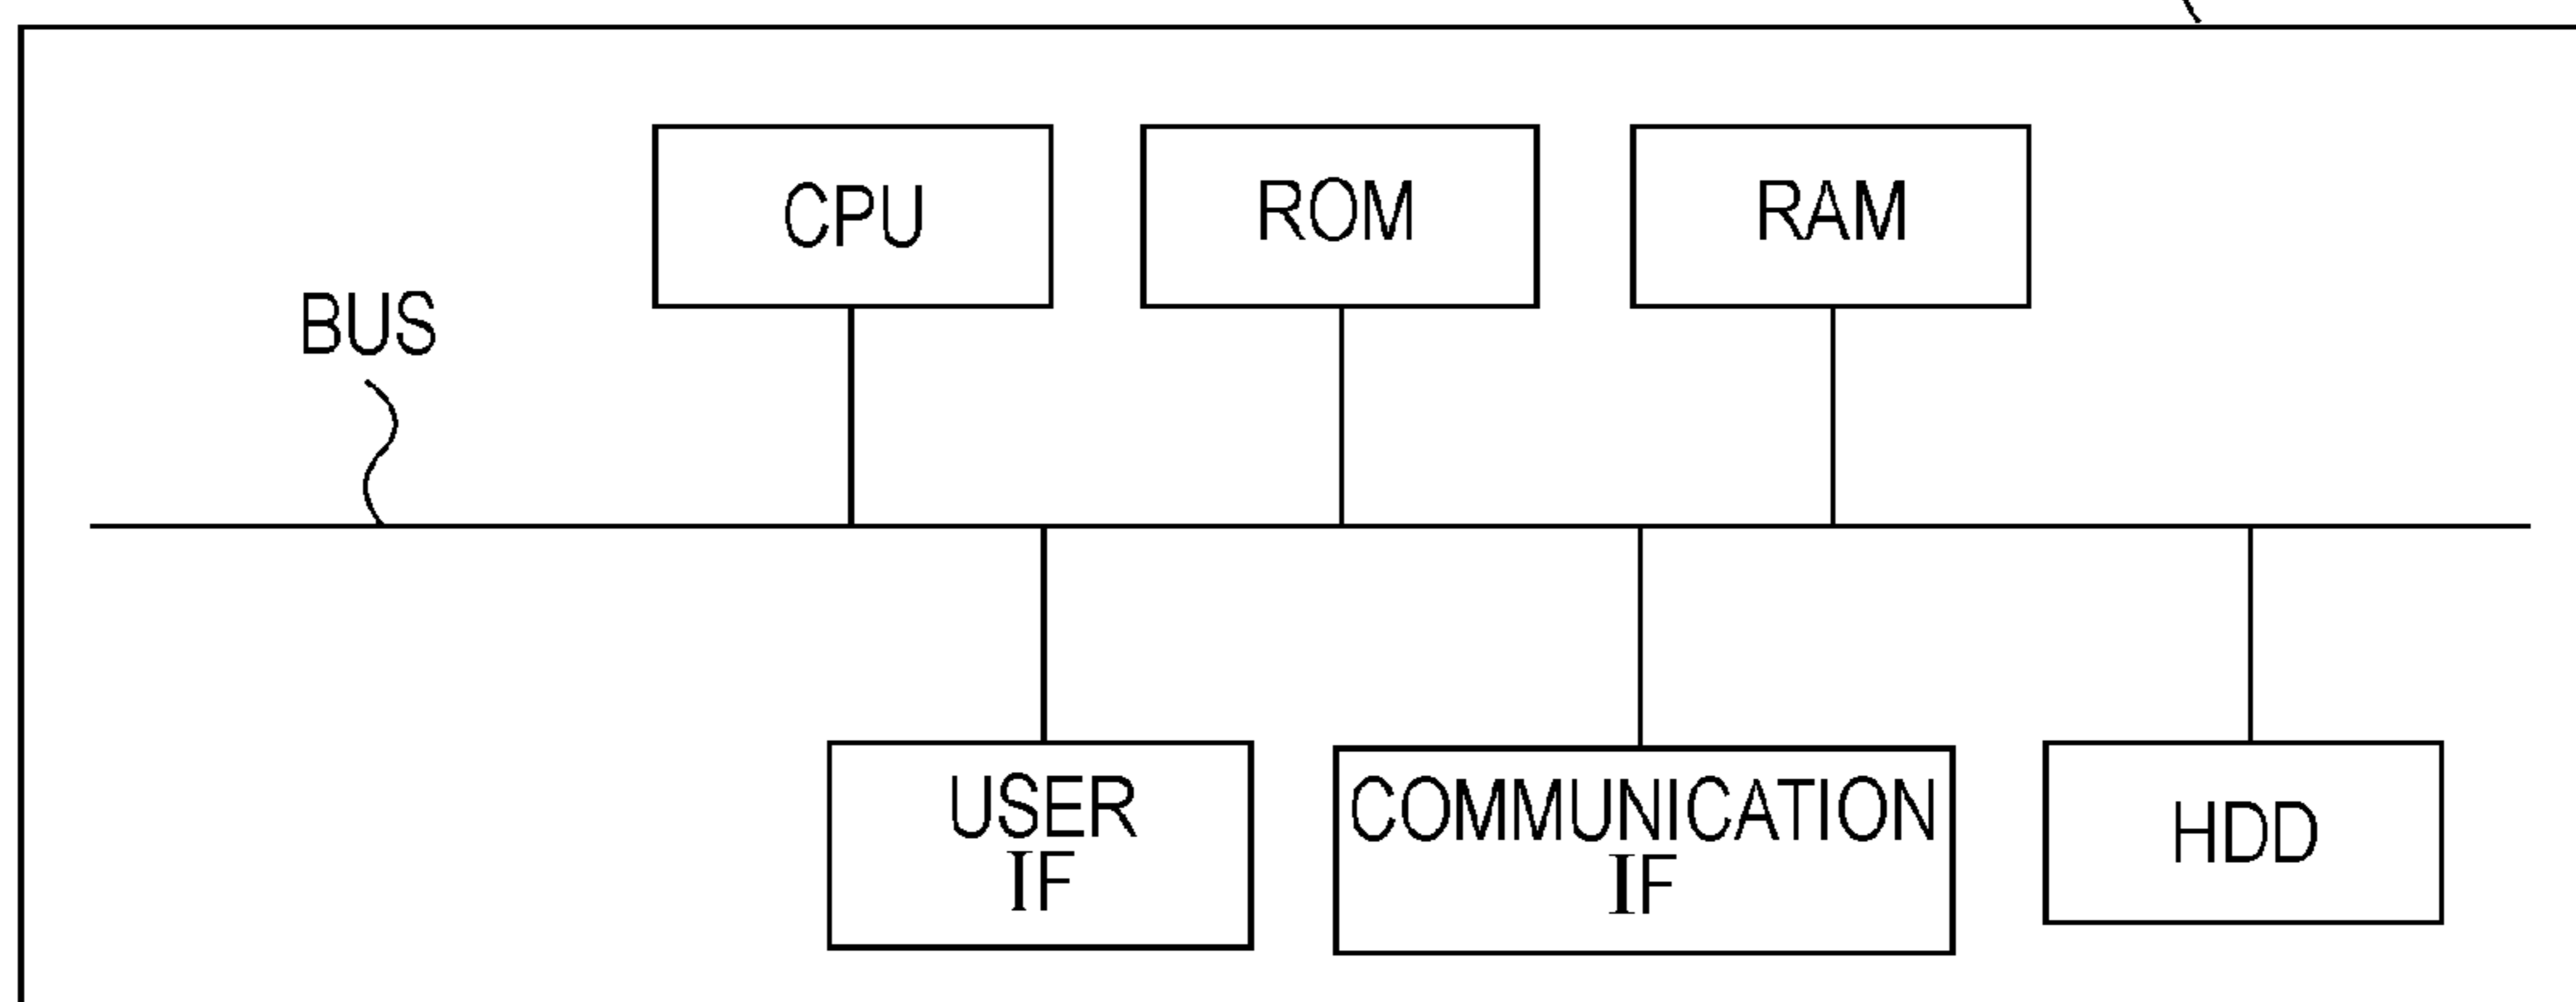 CPU
ROM
RAM
BUS
USER
IF
COMMUNICATION
IF
HDD